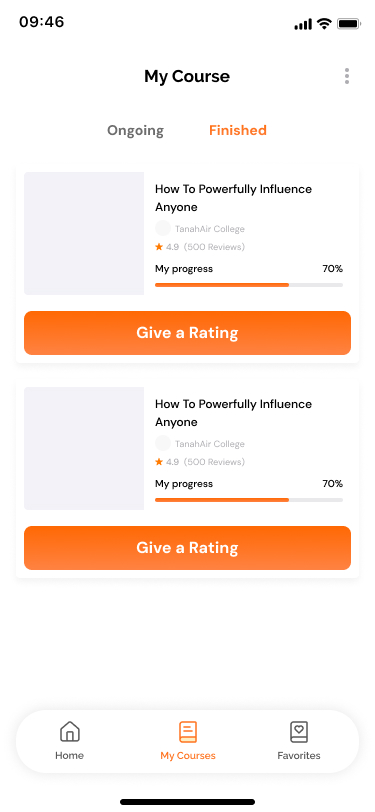 09:46
My Course
Ongoing
Finished
How To Powerfully Influence
Anyone
TanahAir College
4.9 (500 Reviews)
My progress 70%
Give a Rating
How To Powerfully Influence
Anyone
TanahAir College
4.9 (500 Reviews)
My progress 70%
Give a Rating
Home
My Courses
Favorites